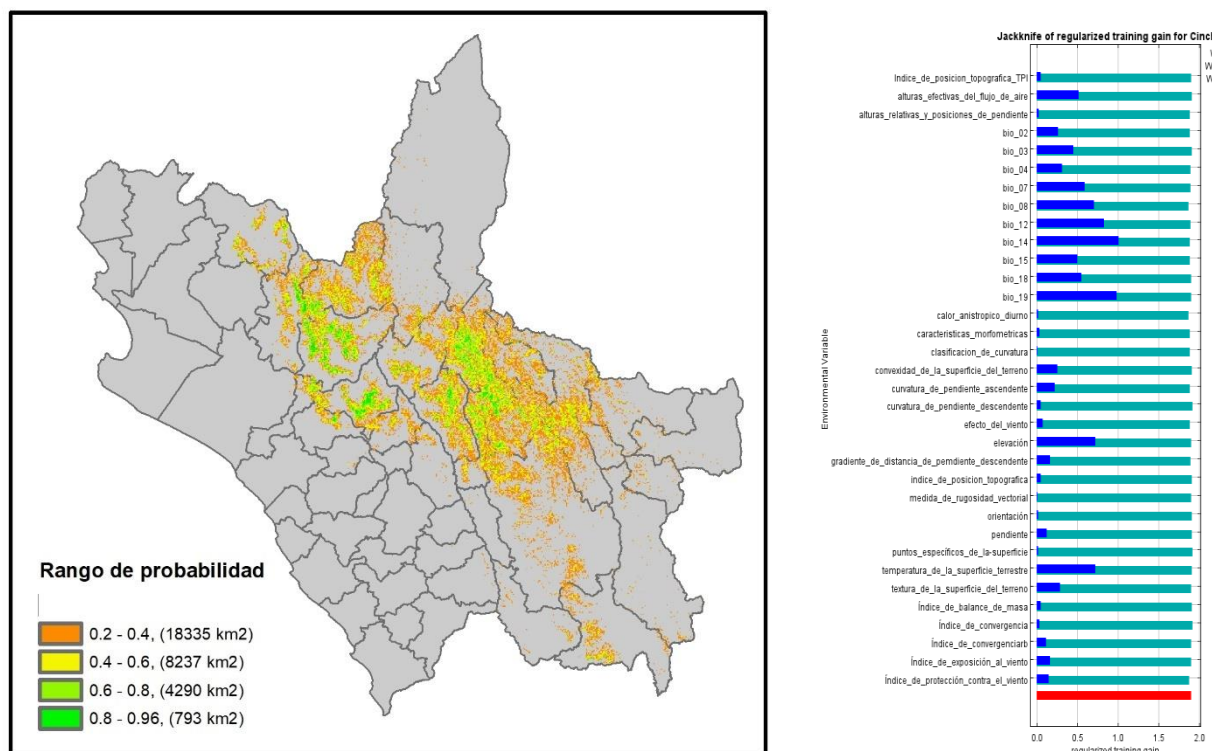 Rango de probabilidad
0.2 - 0.4, (18335 km2)
0.4 - 0.6, (8237 km2)
0.6 - 0.8, (4290 km2)
0.8 - 0.96, (793 km2)
Jackknife of regularized training gain for Cincl
W
W
Environmental Variable
Indice_de_posicion_topografica_TPI
alturas_efectivas_del_flujo_de_aire
alturas_relativas_y_posiciones_de_pendiente
bio_02
bio_03
bio_04
bio_07
bio_08
bio_12
bio_14
bio_15
bio_18
bio_19
calor_anistropico_diurno
caracteristicas_morfometricas
clasificacion_de_curvatura
convexidad_de_la_superficie_del_terreno
curvatura_de_pendiente_ascendente
curvatura_de_pendiente_descendente
efecto_del_viento
elevación
gradiente_de_distancia_de_pemdiente_descendente
indice_de_posicion_topografica
medida_de_rugosidad_vectorial
orientación
pendiente
puntos_específicos_de_la-superficie
temperatura_de_la_superficie_terrestre
textura_de_la_superficie_del_terreno
Índice_de_balance_de_masa
Índice_de_convergencia
Índice_de_convergenciarb
Índice_de_exposición_al_viento
Índice_de_protección_contra_el_viento
0.0 0.5 1.0 1.5 2.0
regularized training gain